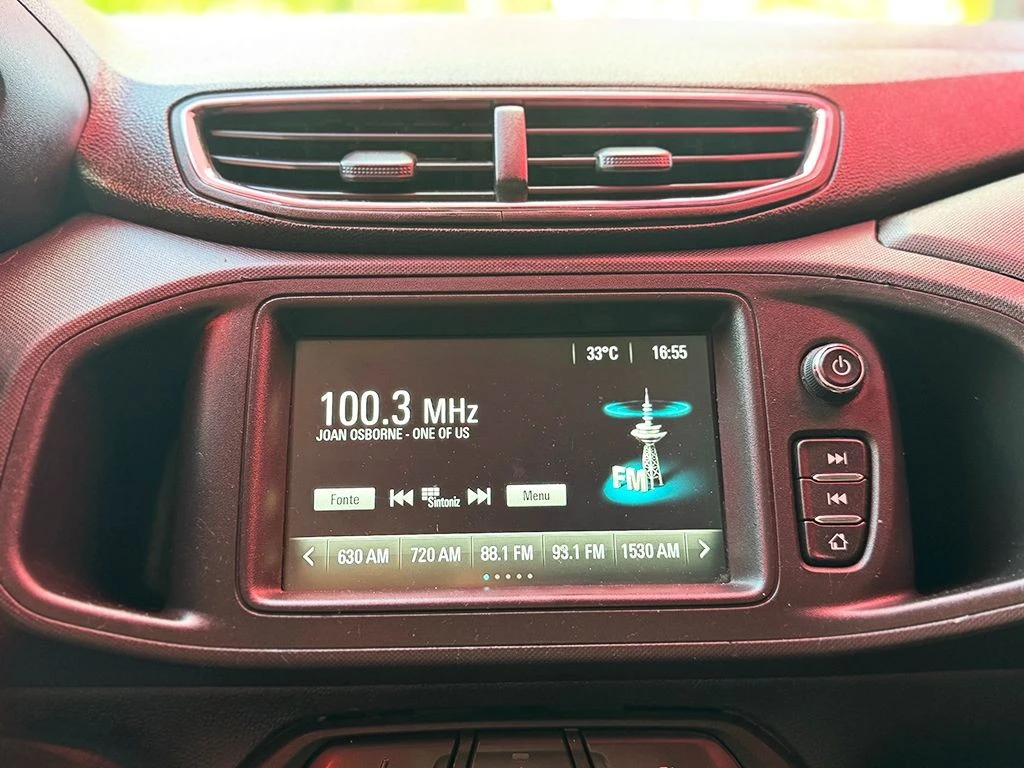 33°C 16:55
100.3 MHz
JOAN OSBORNE - ONE OF US
FM
Fonte Sintoniz Menu
630 AM 720 AM 88.1 FM 93.1 FM 1530 AM